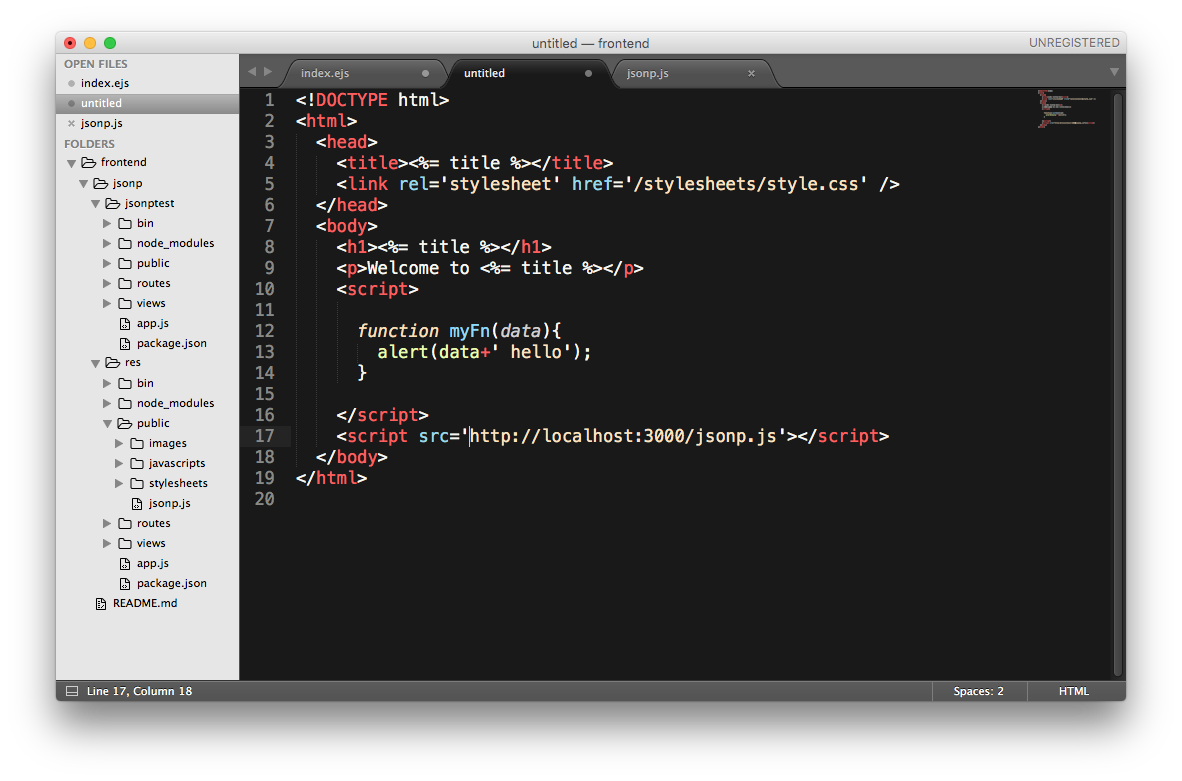 untitled — frontend
UNREGISTERED
OPEN FILES
index.ejs
untitled
jsonp.js
FOLDERS
frontend
jsonp
jsonptest
bin
node_modules
public
routes
views
app.js
package.json
res
bin
node_modules
public
images
javascripts
stylesheets
jsonp.js
routes
views
app.js
package.json
README.md
index.ejs
untitled
jsonp.js
1 <!DOCTYPE html>
2 <html>
3   <head>
4     <title><%= title %></title>
5     <link rel='stylesheet' href='/stylesheets/style.css' />
6   </head>
7   <body>
8     <h1><%= title %></h1>
9     <p>Welcome to <%= title %></p>
10     <script>
11
12       function myFn(data){
13         alert(data+' hello');
14       }
15
16     </script>
17     <script src='http://localhost:3000/jsonp.js'></script>
18   </body>
19 </html>
20
Line 17, Column 18
Spaces: 2
HTML